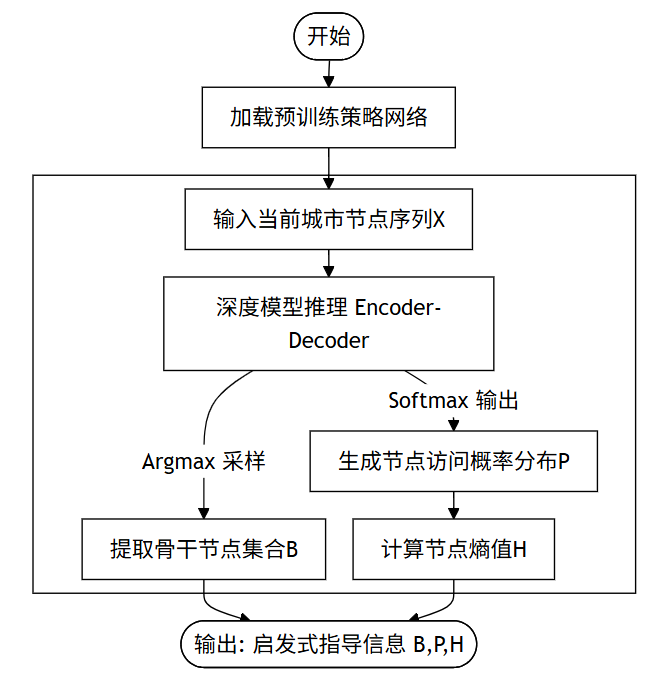 开始
加载预训练策略网络
输入当前城市节点序列X
深度模型推理 Encoder-
Decoder
Softmax 输出
Argmax 采样
生成节点访问概率分布P
提取骨干节点集合B
计算节点熵值H
输出: 启发式指导信息 B,P,H